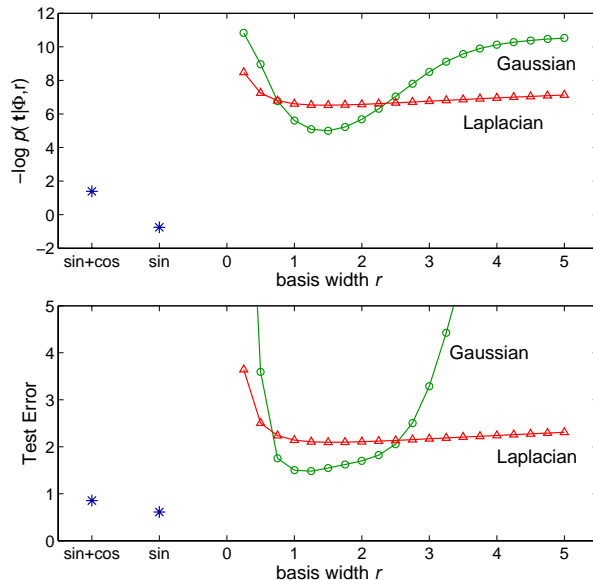 −log p( t|Φ,r)
12
10
8
6
4
2
0
−2
Gaussian
Laplacian
sin+cos sin 0 1 2 3 4 5
basis width r
Test Error
5
4
3
2
1
0
Gaussian
Laplacian
sin+cos sin 0 1 2 3 4 5
basis width r